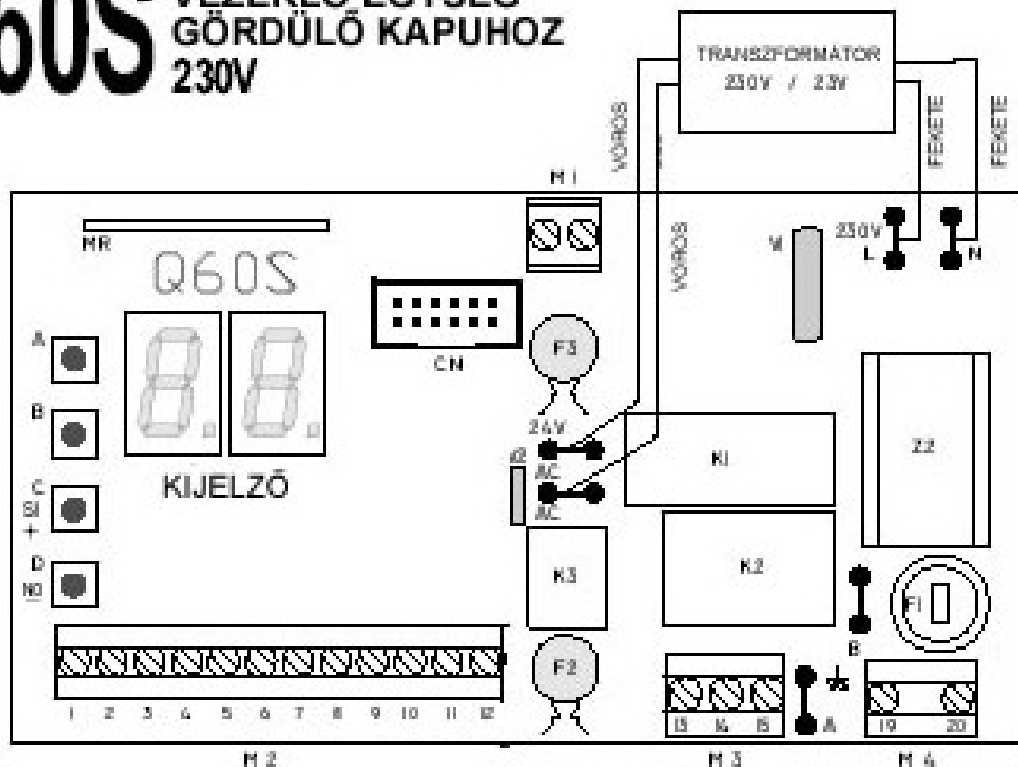 60S
VEZÉRLŐ EGYSÉG
GÖRDÜLŐ KAPUHOZ
230V
TRANSZFORMÁTOR
230V / 23V
VÖRÖS
FEKETE
FEKETE
M1
MR
Q60S
VÖRÖS
230V
L
N
A
B
C
SI
+
D
NO
CN
KIJELZŐ
F3
24V
AC
AC
K1
K2
K3
Z2
F1
B
F2
1 2 3 4 5 6 7 8 9 10 11 12
13 14 15
A
19 20
M2
M3
M4